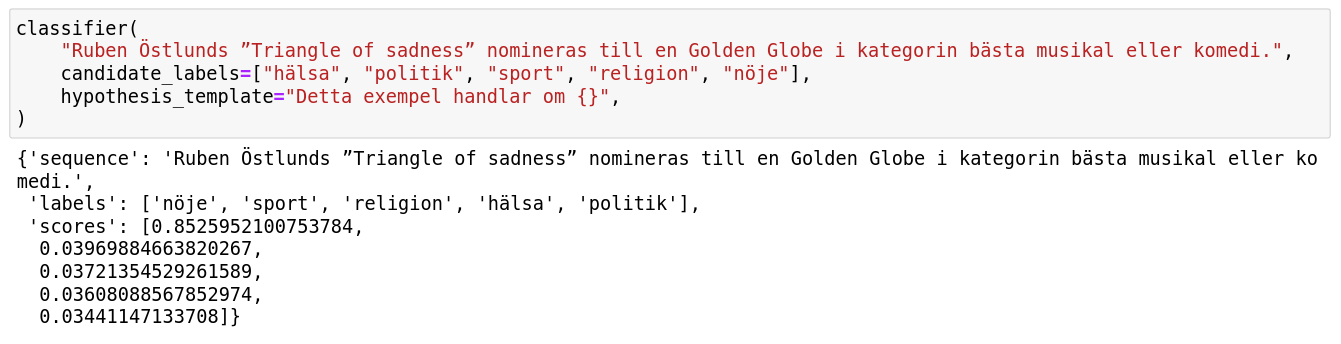 classifier(
    "Ruben Östlunds ”Triangle of sadness” nomineras till en Golden Globe i kategorin bästa musikal eller komedi.",
    candidate_labels=["hälsa", "politik", "sport", "religion", "nöje"],
    hypothesis_template="Detta exempel handlar om {}",
)
{'sequence': 'Ruben Östlunds ”Triangle of sadness” nomineras till en Golden Globe i kategorin bästa musikal eller ko
medi.',
 'labels': ['nöje', 'sport', 'religion', 'hälsa', 'politik'],
 'scores': [0.8525952100753784,
  0.03969884663820267,
  0.03721354529261589,
  0.03608088567852974,
  0.03441147133708]}